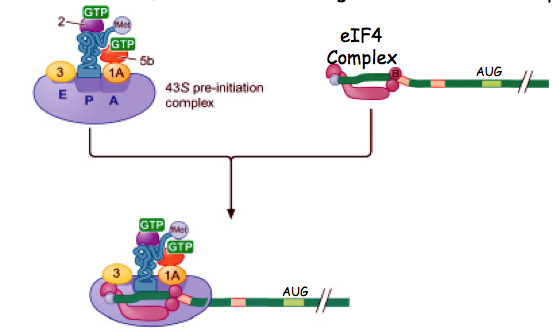 GTP
2
fMet
GTP
5b
3
1A
E P A
43S pre-initiation
complex
eIF4
Complex
B
AUG
GTP
fMet
GTP
3
1A
AUG